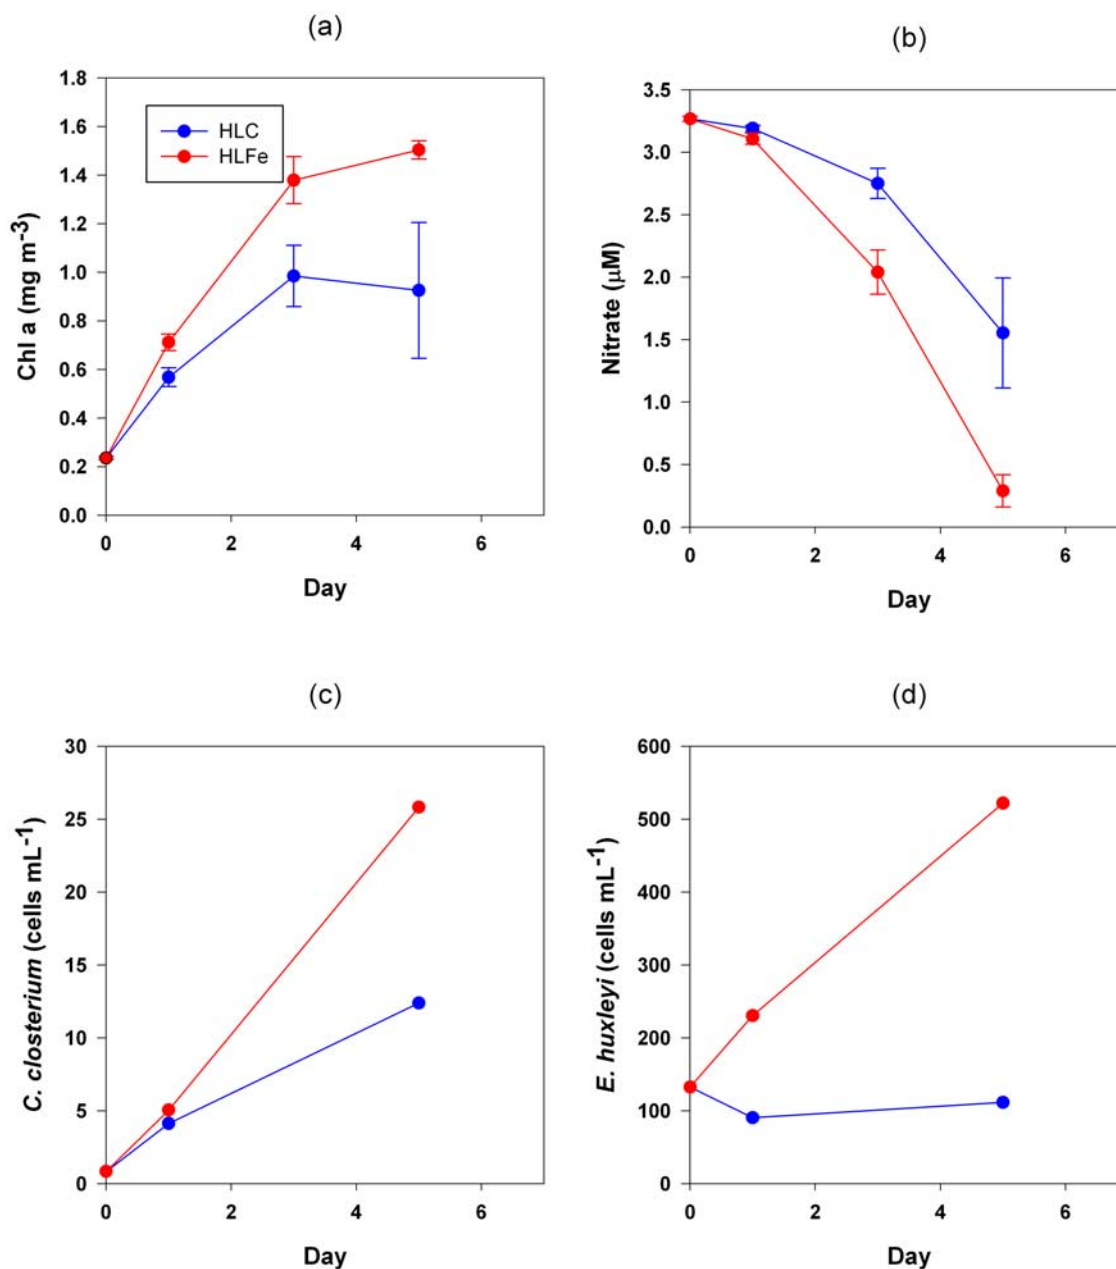 (a)
Chl a (mg m⁻³)
1.8
1.6
1.4
1.2
1.0
0.8
0.6
0.4
0.2
0.0
HLC
HLFe
0 2 4 6
Day
(b)
Nitrate (μM)
3.5
3.0
2.5
2.0
1.5
1.0
0.5
0.0
0 2 4 6
Day
(c)
C. closterium (cells mL⁻¹)
30
25
20
15
10
5
0
0 2 4 6
Day
(d)
E. huxleyi (cells mL⁻¹)
600
500
400
300
200
100
0
0 2 4 6
Day